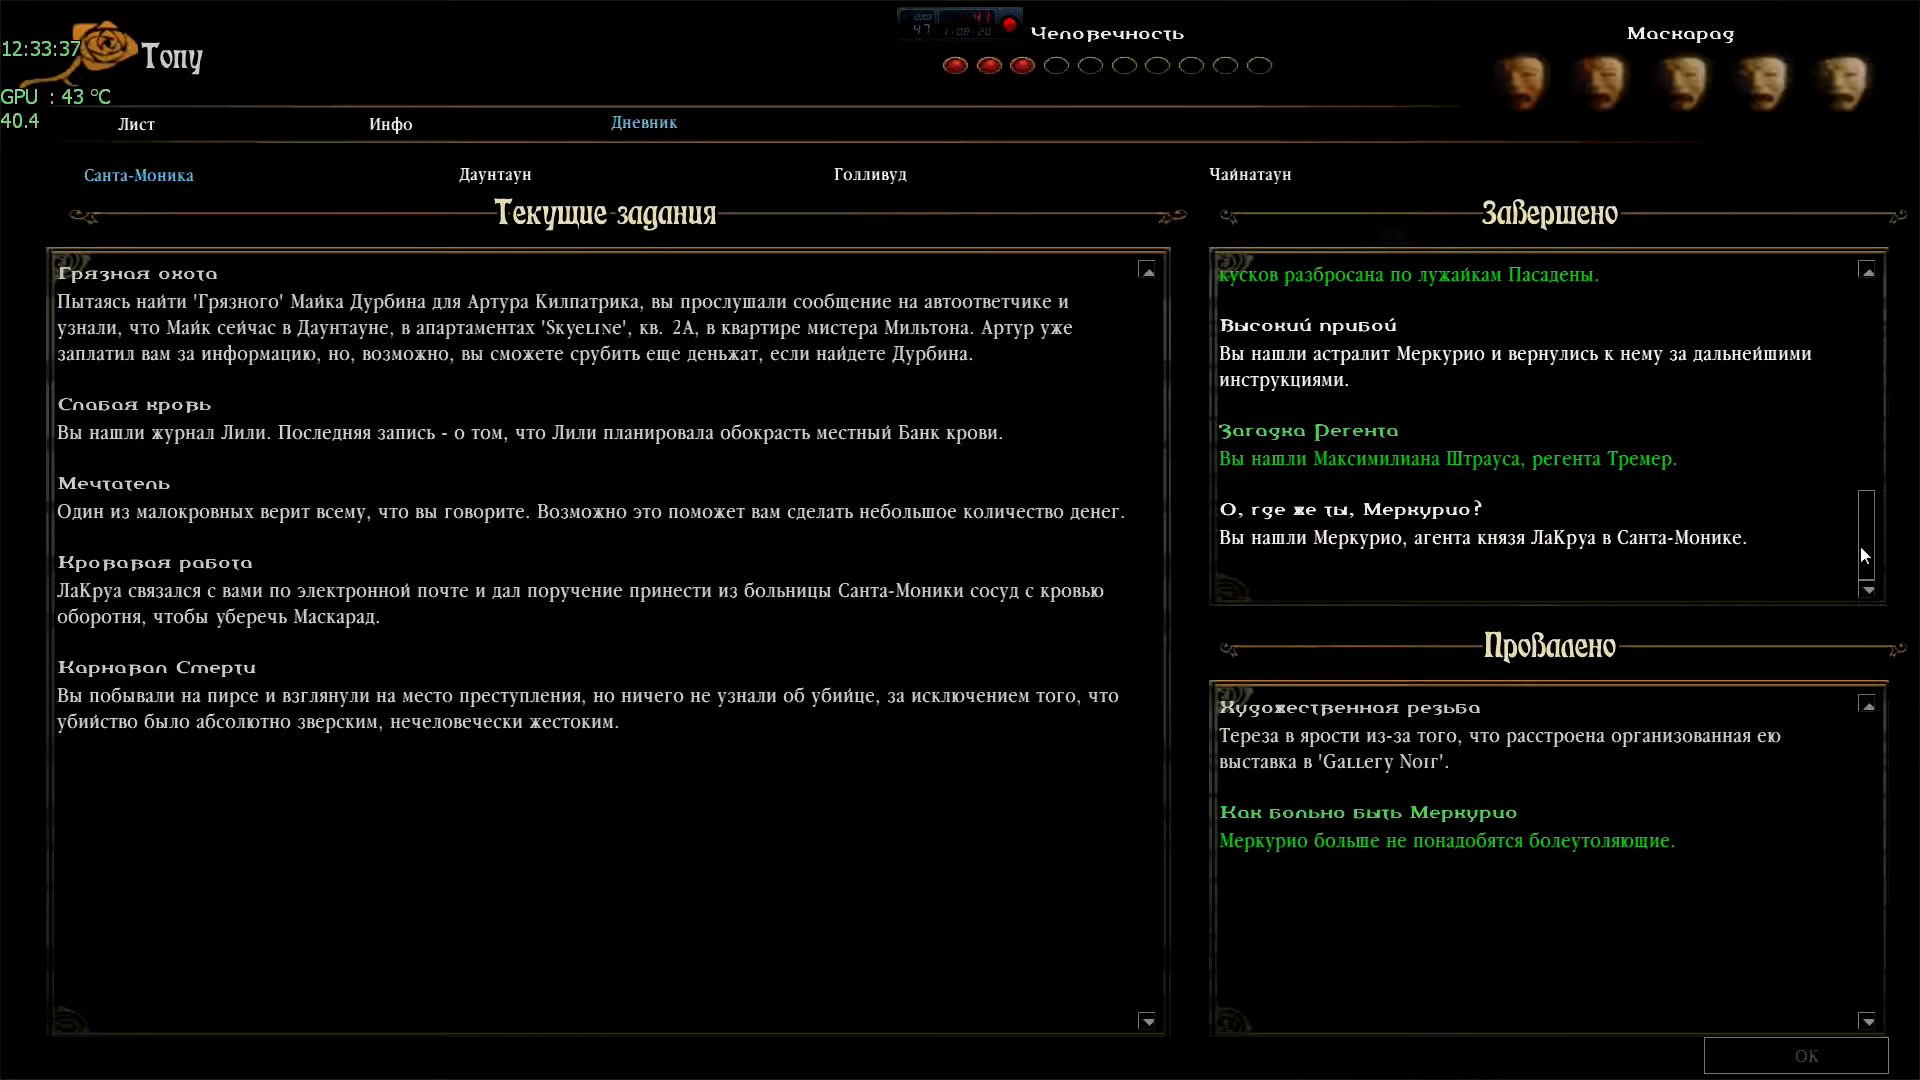 12:33:37
Tony
GPU : 43 °C
40.4
47
Человечность
Маскарад
Лист
Инфо
Дневник
Санта-Моника
Даунтаун
Голливуд
Чайнатаун
Текущие задания
Грязная охота
Пытаясь найти 'Грязного' Майка Дурбина для Артура Килпатрика, вы прослушали сообщение на автоответчике и
узнали, что Майк сейчас в Даунтауне, в апартаментах 'Skyeline', кв. 2А, в квартире мистера Мильтона. Артур уже
заплатил вам за информацию, но, возможно, вы сможете срубить еще деньжат, если найдете Дурбина.
Слабая кровь
Вы нашли журнал Лили. Последняя запись - о том, что Лили планировала обокрасть местный Банк крови.
Мечтатель
Один из малокровных верит всему, что вы говорите. Возможно это поможет вам сделать небольшое количество денег.
Кровавая работа
ЛаКруа связался с вами по электронной почте и дал поручение принести из больницы Санта-Моники сосуд с кровью
оборотня, чтобы уберечь Маскарад.
Карнавал Смерти
Вы побывали на пирсе и взглянули на место преступления, но ничего не узнали об убийце, за исключением того, что
убийство было абсолютно зверским, нечеловечески жестоким.
Завершено
кусков разбросана по лужайкам Пасадены.
Высокий прибой
Вы нашли астралит Меркурио и вернулись к нему за дальнейшими
инструкциями.
Загадка Регента
Вы нашли Максимилиана Штрауса, регента Тремер.
О, где же ты, Меркурио?
Вы нашли Меркурио, агента князя ЛаКруа в Санта-Монике.
Провалено
Художественная резьба
Тереза в ярости из-за того, что расстроена организованная ею
выставка в 'Gallery Noir'.
Как больно быть Меркурио
Меркурио больше не понадобятся болеутоляющие.
OK